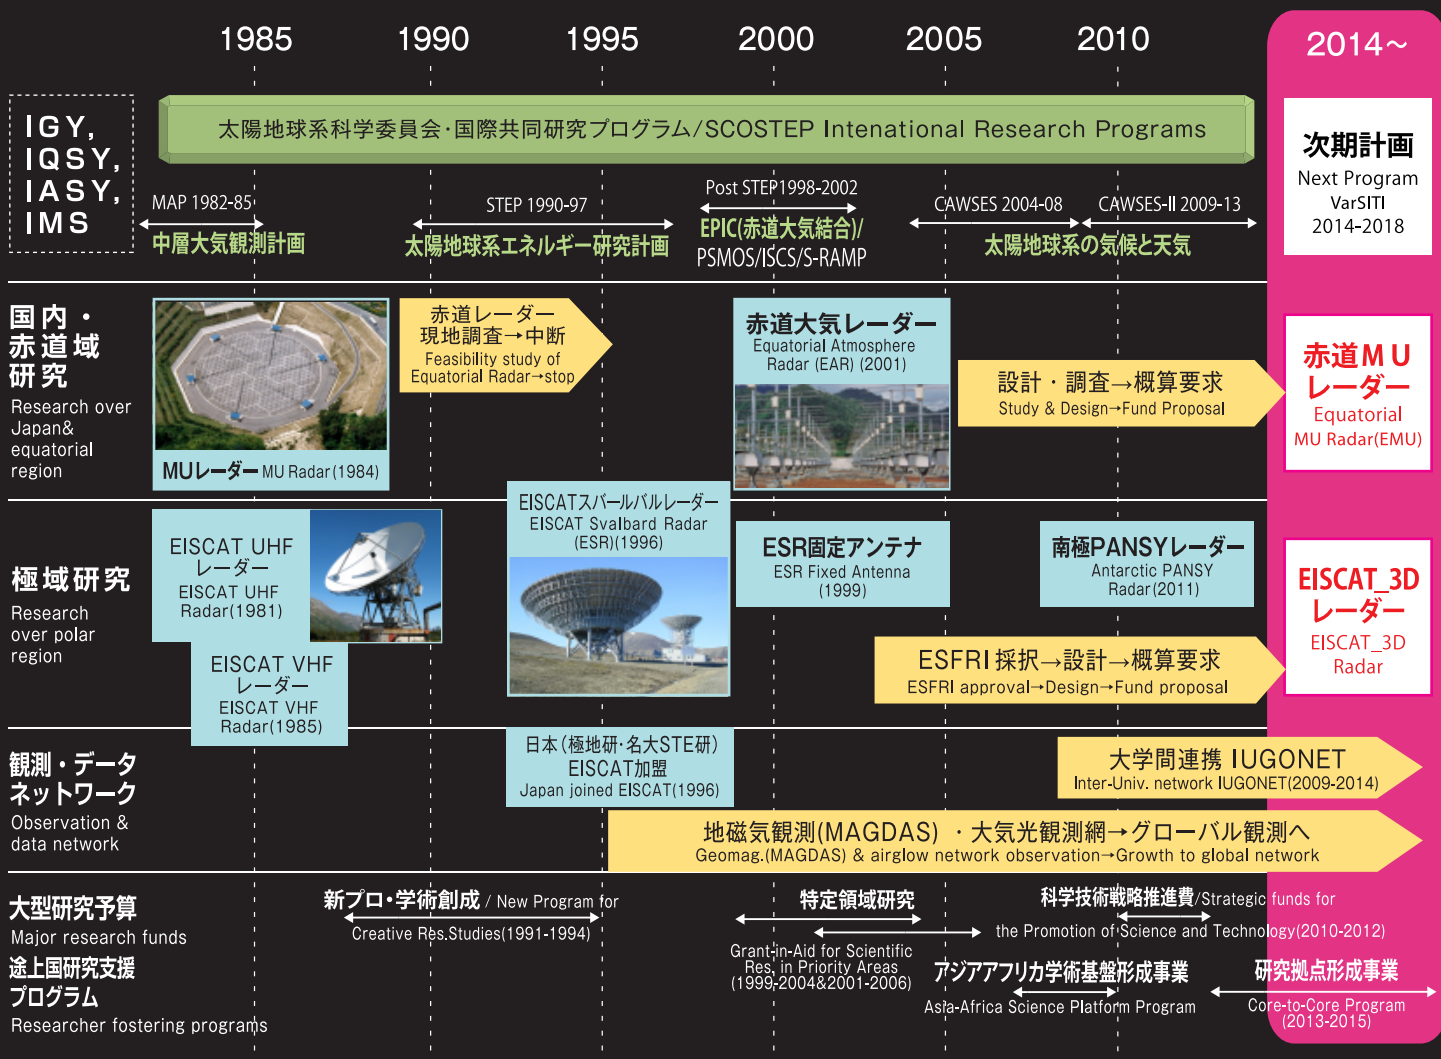 1985
1990
1995
2000
2005
2010
2014～
IGY,
IQSY,
IASY,
IMS
太陽地球系科学委員会・国際共同研究プログラム/SCOSTEP Intenational Research Programs
次期計画
Next Program
VarSITI
2014-2018
MAP 1982-85
中層大気観測計画
STEP 1990-97
太陽地球系エネルギー研究計画
Post STEP1998-2002
EPIC(赤道大気結合)/
PSMOS/ISCS/S-RAMP
CAWSES 2004-08
CAWSES-II 2009-13
太陽地球系の気候と天気
国内・
赤道域
研究
Research over
Japan&
equatorial
region
MUレーダー MU Radar(1984)
赤道レーダー
現地調査→中断
Feasibility study of
Equatorial Radar→stop
赤道大気レーダー
Equatorial Atmosphere
Radar (EAR) (2001)
設計・調査→概算要求
Study & Design→Fund Proposal
赤道MU
レーダー
Equatorial
MU Radar(EMU)
極域研究
Research
over polar
region
EISCAT UHF
レーダー
EISCAT UHF
Radar(1981)
EISCAT VHF
レーダー
EISCAT VHF
Radar(1985)
EISCATスバールバルレーダー
EISCAT Svalbard Radar
(ESR)(1996)
ESR固定アンテナ
ESR Fixed Antenna
(1999)
南極PANSYレーダー
Antarctic PANSY
Radar(2011)
ESFRI 採択→設計→概算要求
ESFRI approval→Design→Fund proposal
EISCAT_3D
レーダー
EISCAT_3D
Radar
観測・データ
ネットワーク
Observation &
data network
日本(極地研・名大STE研)
EISCAT加盟
Japan joined EISCAT(1996)
大学間連携 IUGONET
Inter-Univ. network IUGONET(2009-2014)
地磁気観測(MAGDAS) ・大気光観測網→グローバル観測へ
Geomag.(MAGDAS) & airglow network observation→Growth to global network
大型研究予算
Major research funds
途上国研究支援
プログラム
Researcher fostering programs
新プロ・学術創成 / New Program for
Creative Res.Studies(1991-1994)
特定領域研究
Grant-in-Aid for Scientific
Res. in Priority Areas
(1999-2004&2001-2006)
科学技術戦略推進費/Strategic funds for
the Promotion of Science and Technology(2010-2012)
アジアアフリカ学術基盤形成事業
Asia-Africa Science Platform Program
研究拠点形成事業
Core-to-Core Program
(2013-2015)